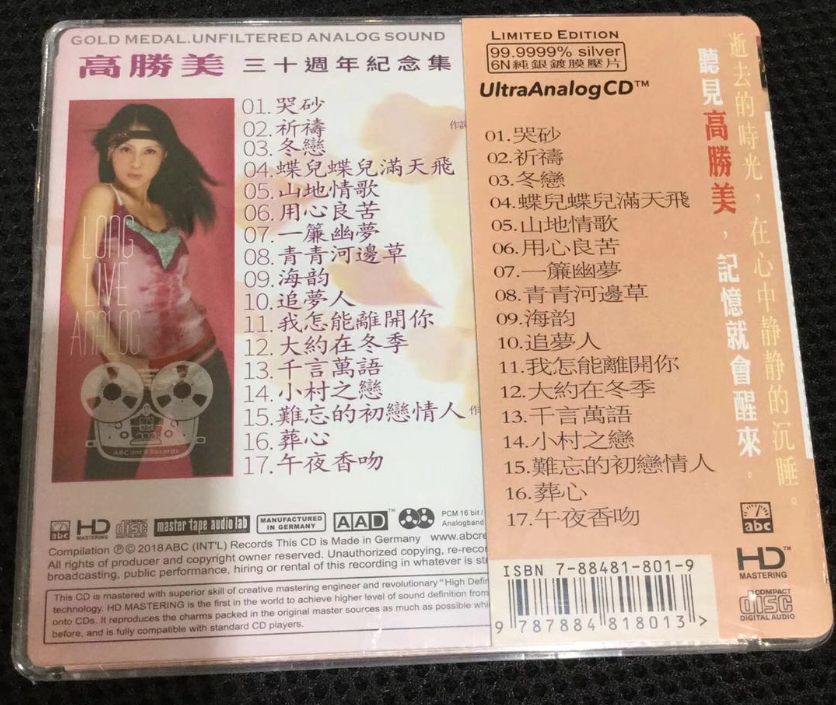 GOLD MEDAL.UNFILTERED ANALOG SOUND
高勝美 三十週年紀念集
01.哭砂
02.祈禱
03.冬戀
04.蝶兒蝶兒滿天飛
05.山地情歌
06.用心良苦
07.一簾幽夢
08.青青河邊草
09.海韵
10.追夢人
11.我怎能離開你
12.大約在冬季
13.千言萬語
14.小村之戀
15.難忘的初戀情人
16.葬心
17.午夜香吻
LONG
LIVE
ANALOG
HD
MASTERING
COMPACT
disc
DIGITAL AUDIO
master tape audio lab
MANUFACTURED
IN GERMANY
AAD
PCM 16 bit /
Analogband
Compilation ℗©2018ABC (INT'L) Records This CD is Made in Germany www.abcre
All rights of producer and copyright owner reserved. Unauthorized copying, re-recor
broadcasting, public performance, hiring or rental of this recording in whatever is str
This CD is mastered with superior skill of creative mastering engineer and revolutionary "High Defin
technology. HD MASTERING is the first in the world to achieve higher level of sound definition from
onto CDs. It reproduces the charms packed in the original master sources as much as possible whi
before, and is fully compatible with standard CD players.
LIMITED EDITION
99.9999% silver
6N純銀鍍膜壓片
UltraAnalogCD™
01.哭砂
02.祈禱
03.冬戀
04.蝶兒蝶兒滿天飛
05.山地情歌
06.用心良苦
07.一簾幽夢
08.青青河邊草
09.海韵
10.追夢人
11.我怎能離開你
12.大約在冬季
13.千言萬語
14.小村之戀
15.難忘的初戀情人
16.葬心
17.午夜香吻
ISBN 7-88481-801-9
9 787884 818013
逝去的時光，在心中静静的沉睡。
聽見高勝美，記憶就會醒來。
abc
HD™
MASTERING
COMPACT
disc
DIGITAL AUDIO